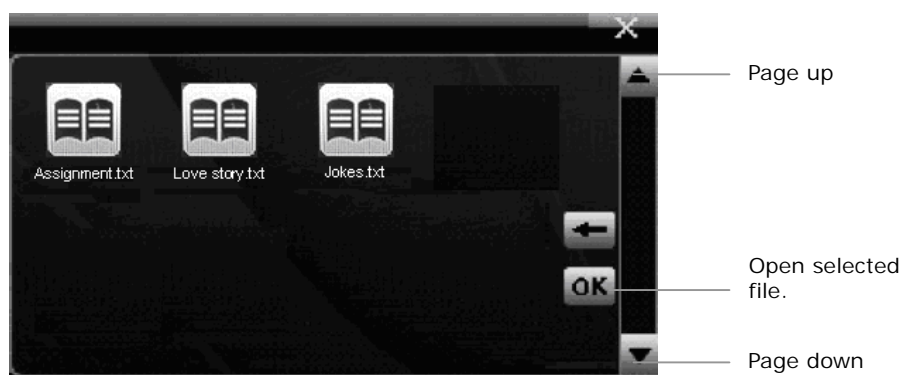 Page up
Assignment.txt Love story.txt Jokes.txt
OK
Open selected
file.
Page down